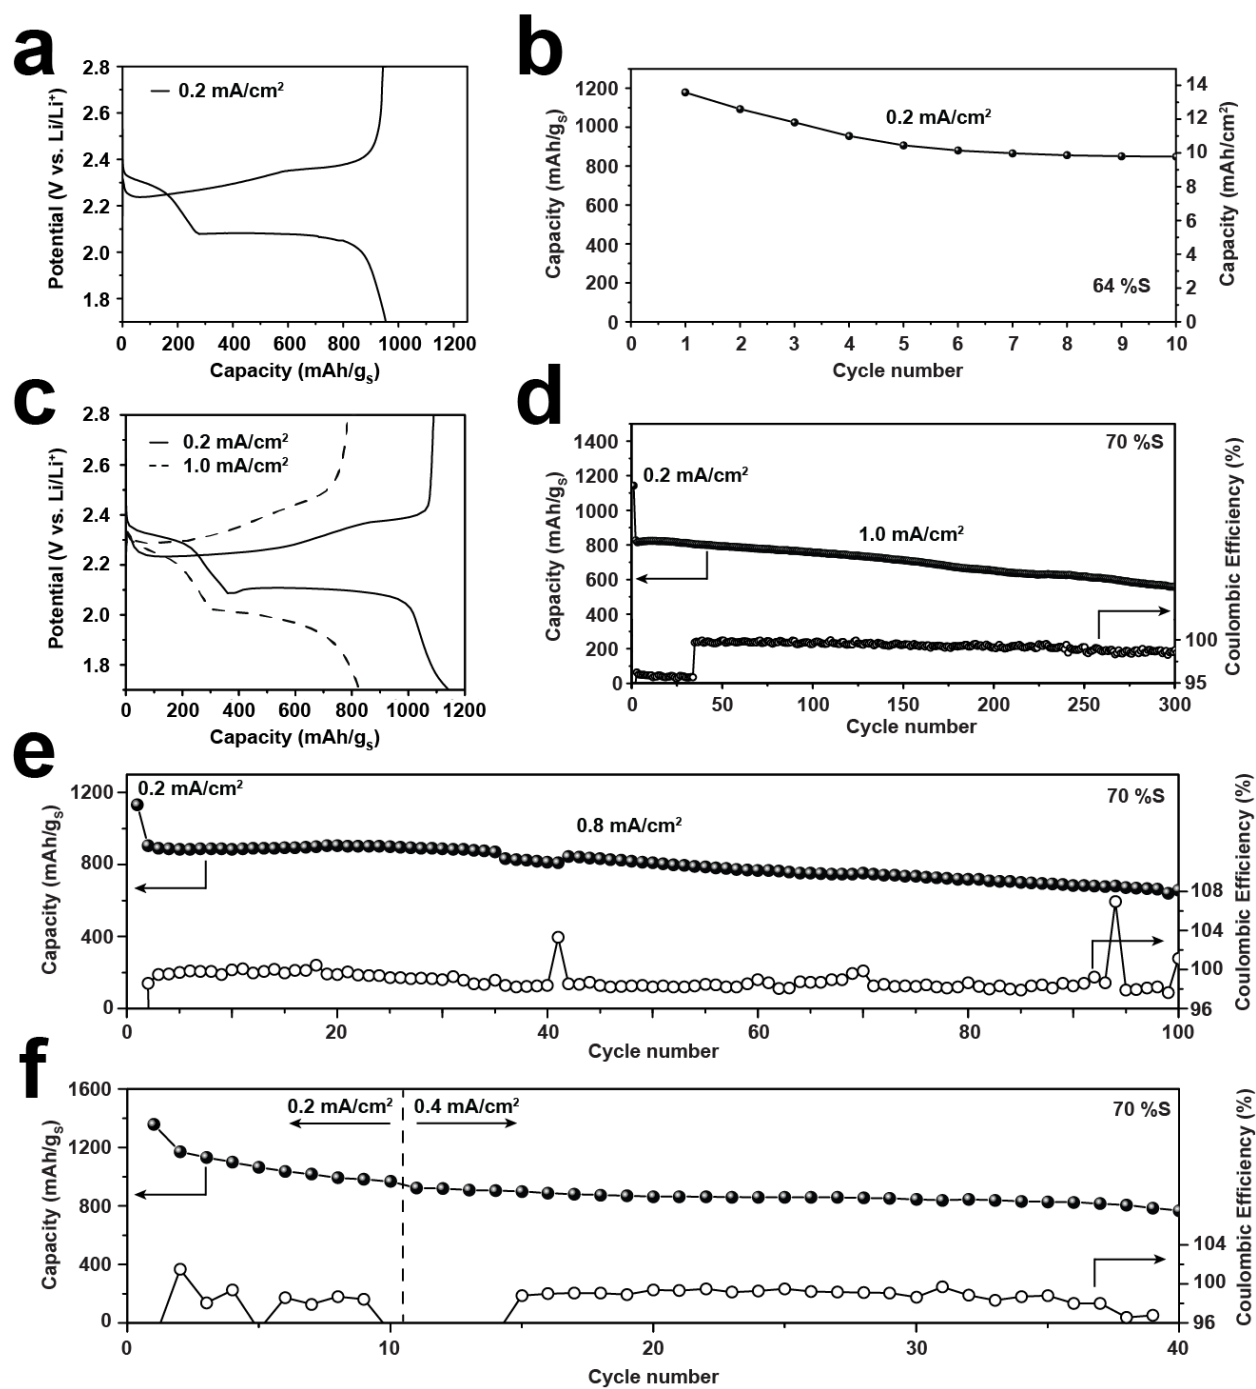 a
2.8
2.6
2.4
2.2
2.0
1.8
Potential (V vs. Li/Li⁺)
0.2 mA/cm²
0 200 400 600 800 1000 1200
Capacity (mAh/gₛ)
b
1200
1000
800
600
400
200
0
Capacity (mAh/gₛ)
0.2 mA/cm²
64 %S
14
12
10
8
6
4
2
0
Capacity (mAh/cm²)
0 1 2 3 4 5 6 7 8 9 10
Cycle number
c
2.8
2.6
2.4
2.2
2.0
1.8
Potential (V vs. Li/Li⁺)
0.2 mA/cm²
1.0 mA/cm²
0 200 400 600 800 1000 1200
Capacity (mAh/gₛ)
d
1400
1200
1000
800
600
400
200
0
Capacity (mAh/gₛ)
70 %S
0.2 mA/cm²
1.0 mA/cm²
100
95
Coulombic Efficiency (%)
0 50 100 150 200 250 300
Cycle number
e
1200
800
400
0
Capacity (mAh/gₛ)
0.2 mA/cm²
70 %S
0.8 mA/cm²
108
104
100
96
Coulombic Efficiency (%)
0 20 40 60 80 100
Cycle number
f
1600
1200
800
400
0
Capacity (mAh/gₛ)
0.2 mA/cm² 0.4 mA/cm²
70 %S
104
100
96
Coulombic Efficiency (%)
0 10 20 30 40
Cycle number